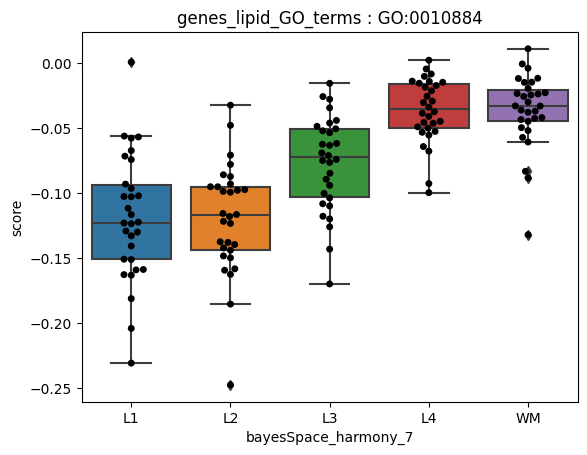 genes_lipid_GO_terms : GO:0010884
0.00
−0.05
−0.10
−0.15
−0.20
−0.25
score
L1 L2 L3 L4 WM
bayesSpace_harmony_7